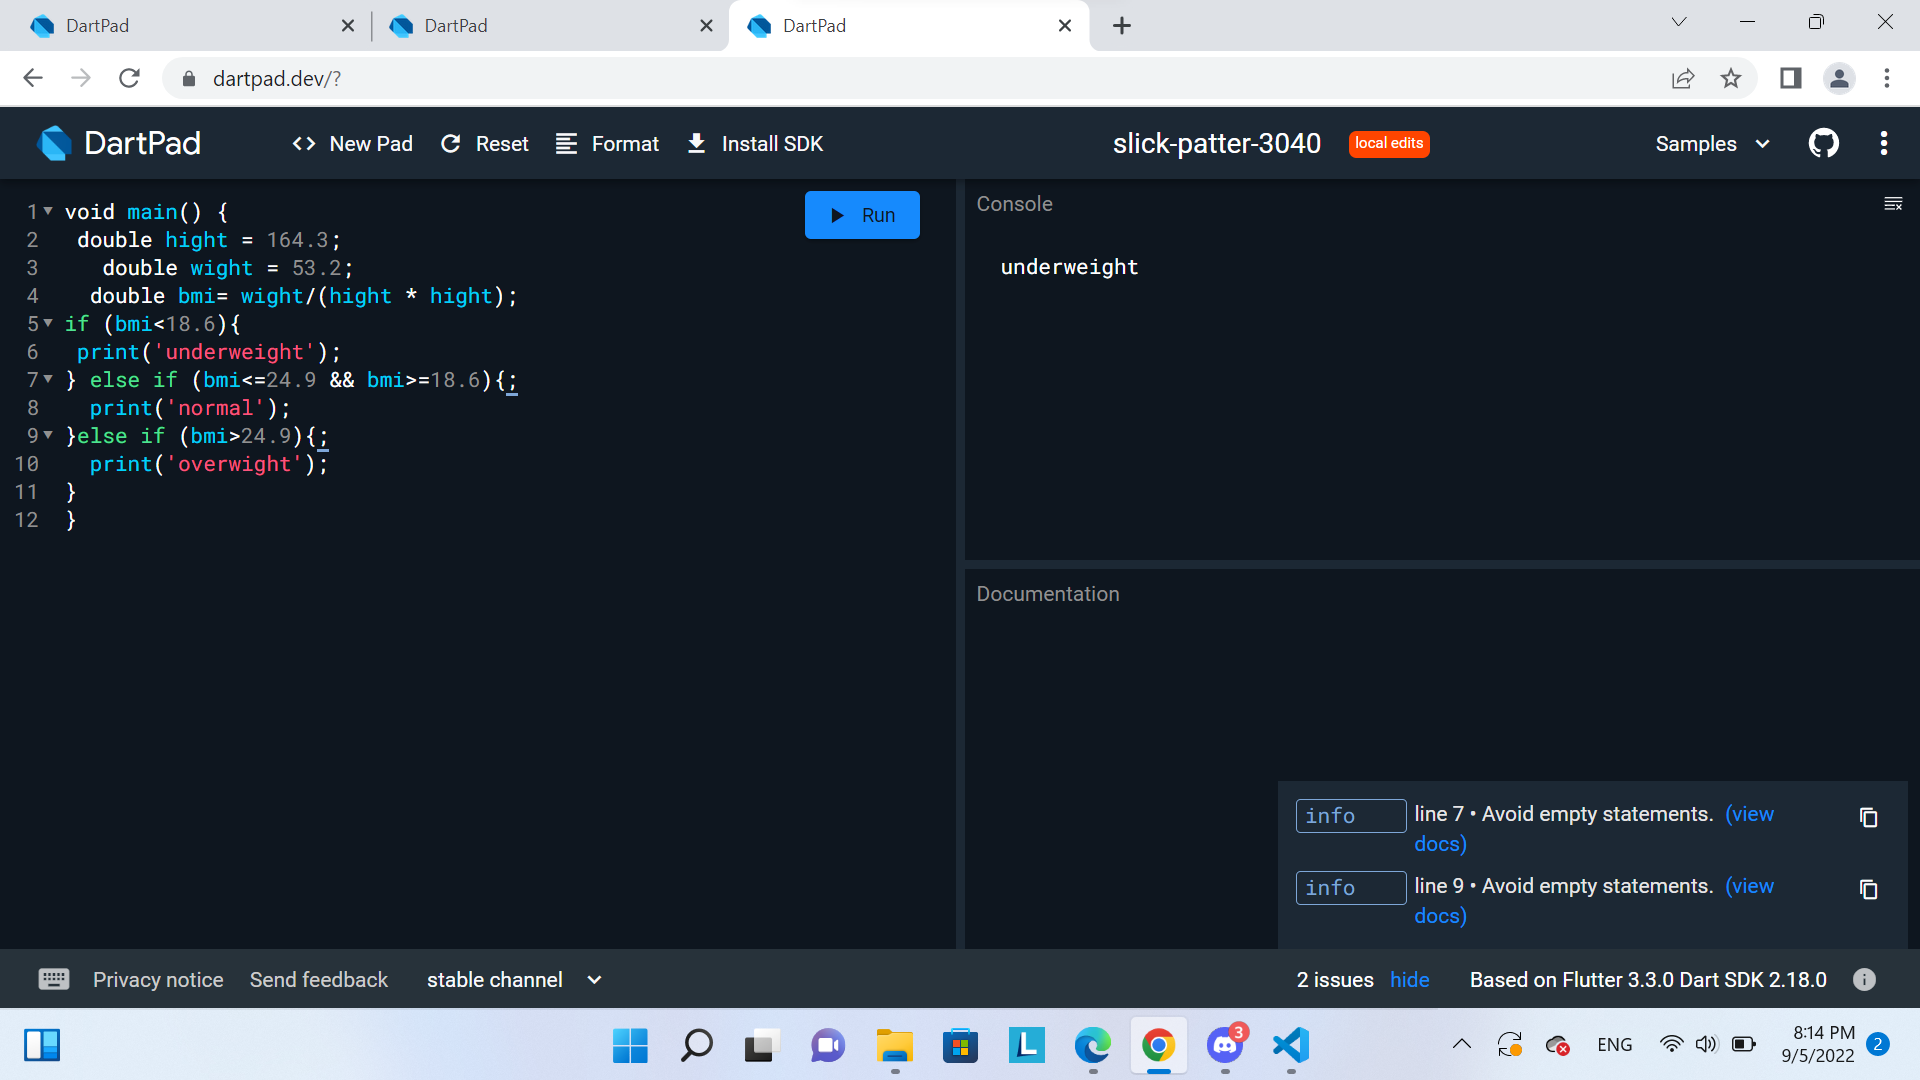 DartPad
DartPad
DartPad
dartpad.dev/?
DartPad
<> New Pad
Reset
Format
Install SDK
slick-patter-3040
local edits
Samples
1 void main() {
2 double hight = 164.3;
3 double wight = 53.2;
4 double bmi= wight/(hight * hight);
5 if (bmi<18.6){
6 print('underweight');
7 } else if (bmi<=24.9 && bmi>=18.6){;
8 print('normal');
9 }else if (bmi>24.9){;
10 print('overwight');
11 }
12 }
Run
Console
underweight
Documentation
info line 7 • Avoid empty statements. (view
docs)
info line 9 • Avoid empty statements. (view
docs)
Privacy notice
Send feedback
stable channel
2 issues hide
Based on Flutter 3.3.0 Dart SDK 2.18.0
L
3
ENG
8:14 PM
9/5/2022
2